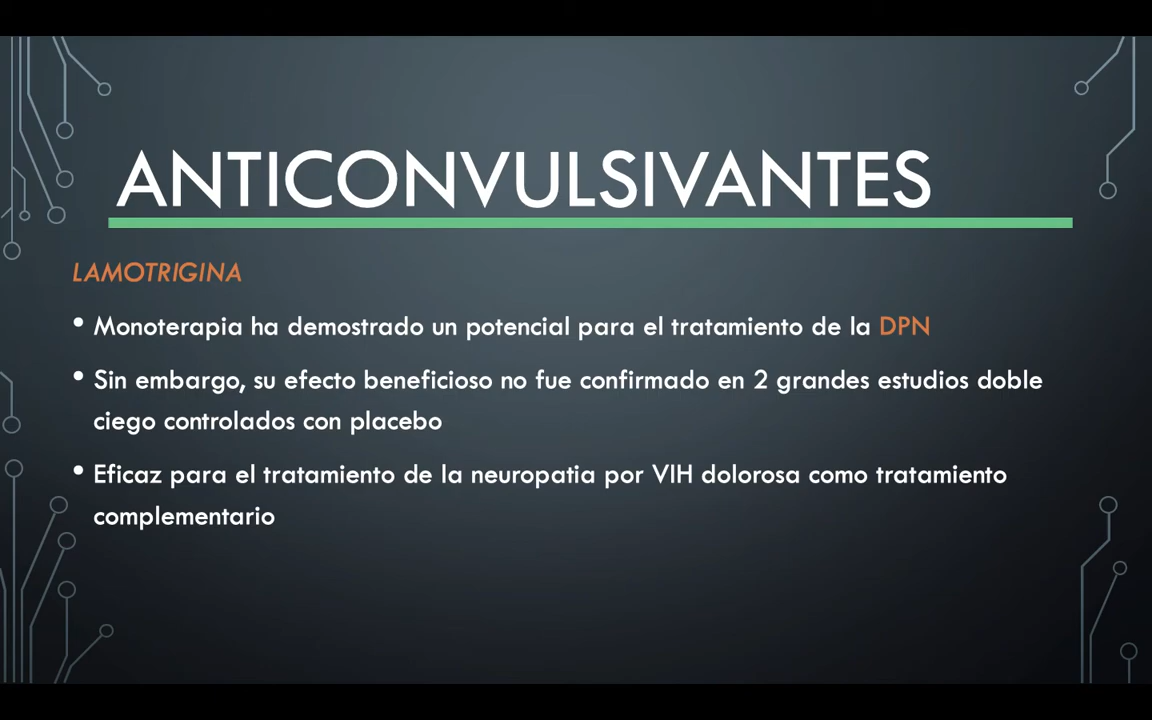 ANTICONVULSIVANTES
LAMOTRIGINA
• Monoterapia ha demostrado un potencial para el tratamiento de la DPN
• Sin embargo, su efecto beneficioso no fue confirmado en 2 grandes estudios doble
ciego controlados con placebo
• Eficaz para el tratamiento de la neuropatia por VIH dolorosa como tratamiento
complementario